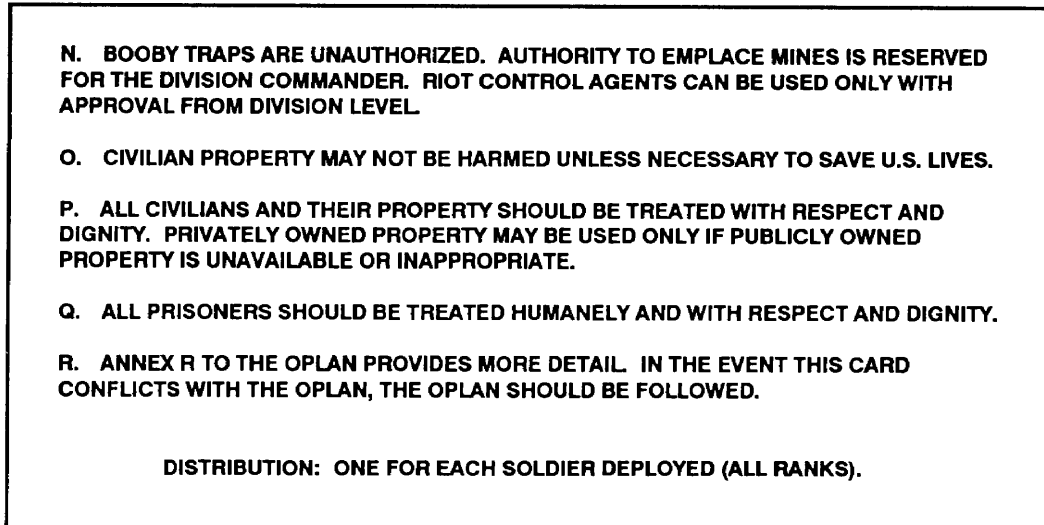 N. BOOBY TRAPS ARE UNAUTHORIZED. AUTHORITY TO EMPLACE MINES IS RESERVED
FOR THE DIVISION COMMANDER. RIOT CONTROL AGENTS CAN BE USED ONLY WITH
APPROVAL FROM DIVISION LEVEL.
O. CIVILIAN PROPERTY MAY NOT BE HARMED UNLESS NECESSARY TO SAVE U.S. LIVES.
P. ALL CIVILIANS AND THEIR PROPERTY SHOULD BE TREATED WITH RESPECT AND
DIGNITY. PRIVATELY OWNED PROPERTY MAY BE USED ONLY IF PUBLICLY OWNED
PROPERTY IS UNAVAILABLE OR INAPPROPRIATE.
Q. ALL PRISONERS SHOULD BE TREATED HUMANELY AND WITH RESPECT AND DIGNITY.
R. ANNEX R TO THE OPLAN PROVIDES MORE DETAIL. IN THE EVENT THIS CARD
CONFLICTS WITH THE OPLAN, THE OPLAN SHOULD BE FOLLOWED.
DISTRIBUTION: ONE FOR EACH SOLDIER DEPLOYED (ALL RANKS).